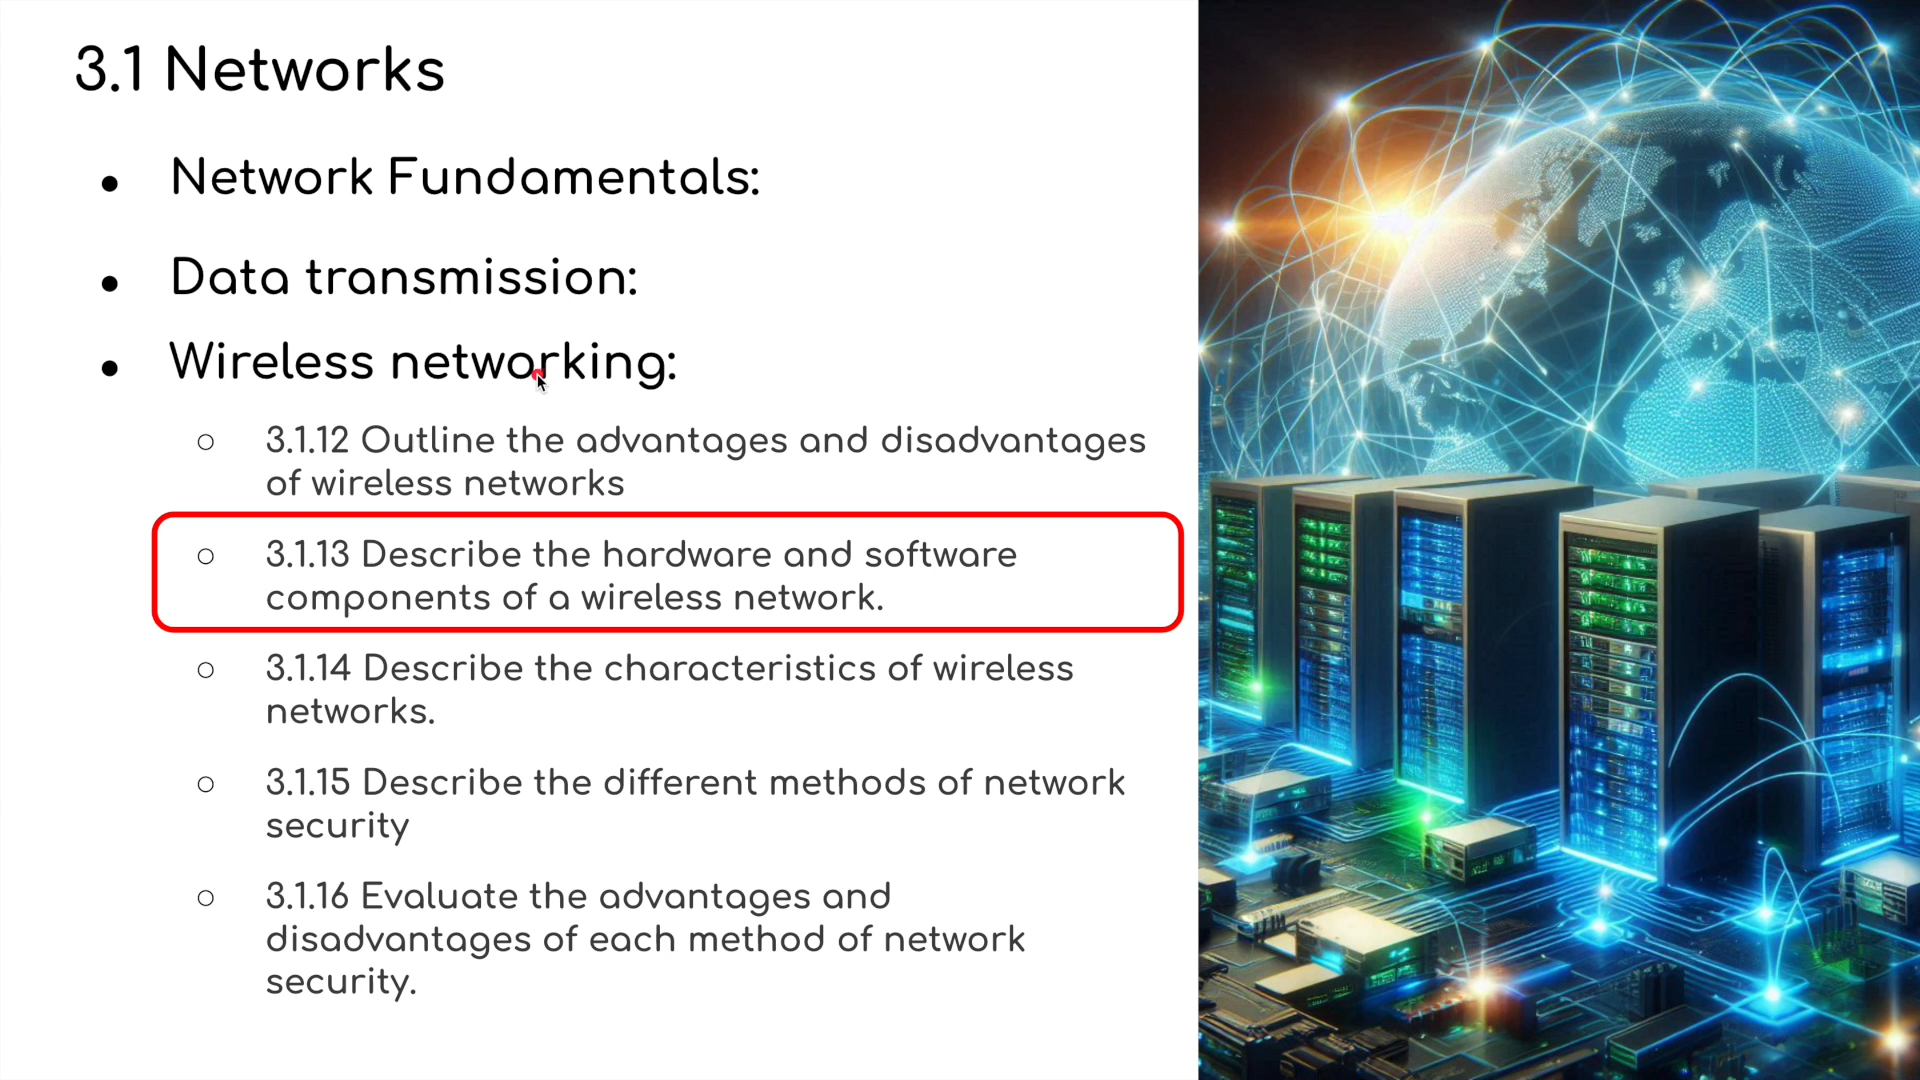 3.1 Networks
● Network Fundamentals:
● Data transmission:
● Wireless networking:
○ 3.1.12 Outline the advantages and disadvantages
of wireless networks
○ 3.1.13 Describe the hardware and software
components of a wireless network.
○ 3.1.14 Describe the characteristics of wireless
networks.
○ 3.1.15 Describe the different methods of network
security
○ 3.1.16 Evaluate the advantages and
disadvantages of each method of network
security.